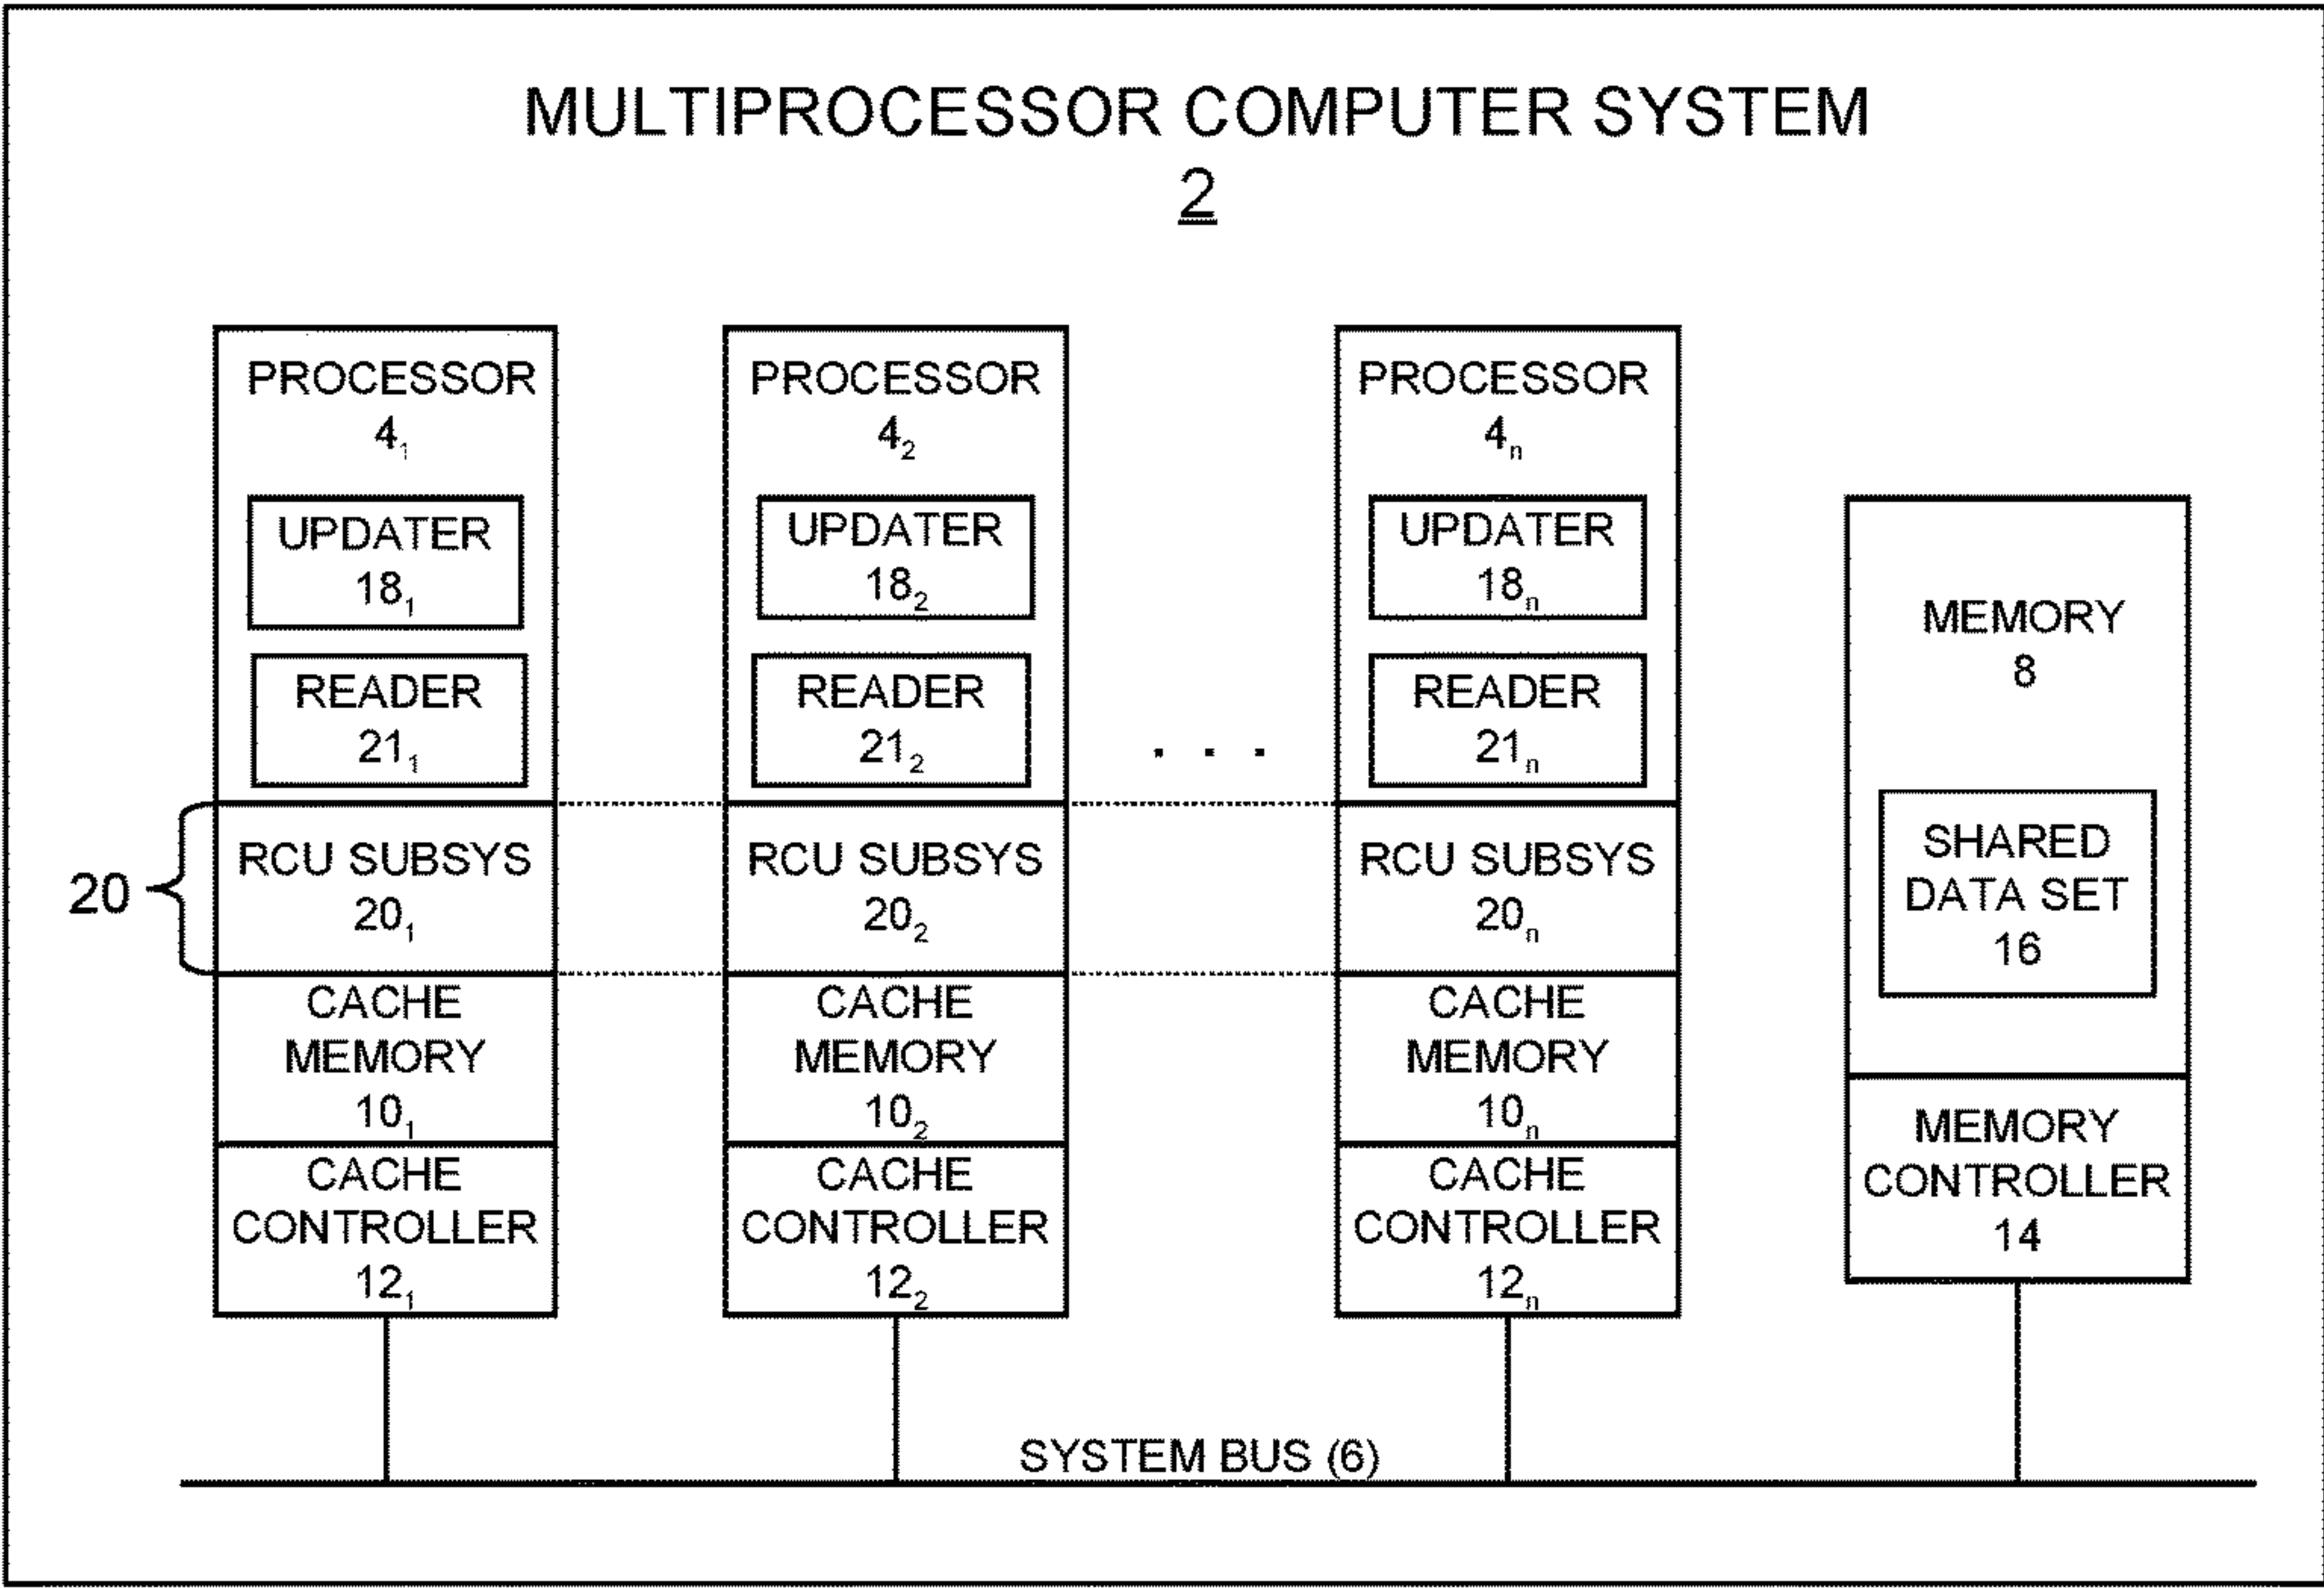 MULTIPROCESSOR COMPUTER SYSTEM
2
PROCESSOR
4₁
UPDATER
18₁
READER
21₁
RCU SUBSYS
20₁
CACHE
MEMORY
10₁
CACHE
CONTROLLER
12₁
PROCESSOR
4₂
UPDATER
18₂
READER
21₂
RCU SUBSYS
20₂
CACHE
MEMORY
10₂
CACHE
CONTROLLER
12₂
. . .
PROCESSOR
4ₙ
UPDATER
18ₙ
READER
21ₙ
RCU SUBSYS
20ₙ
CACHE
MEMORY
10ₙ
CACHE
CONTROLLER
12ₙ
MEMORY
8
SHARED
DATA SET
16
MEMORY
CONTROLLER
14
20
SYSTEM BUS (6)